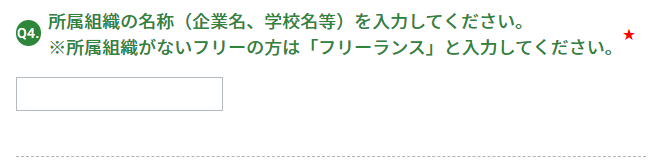 Q4. 所属組織の名称（企業名、学校名等）を入力してください。
※所属組織がないフリーの方は「フリーランス」と入力してください。 ★